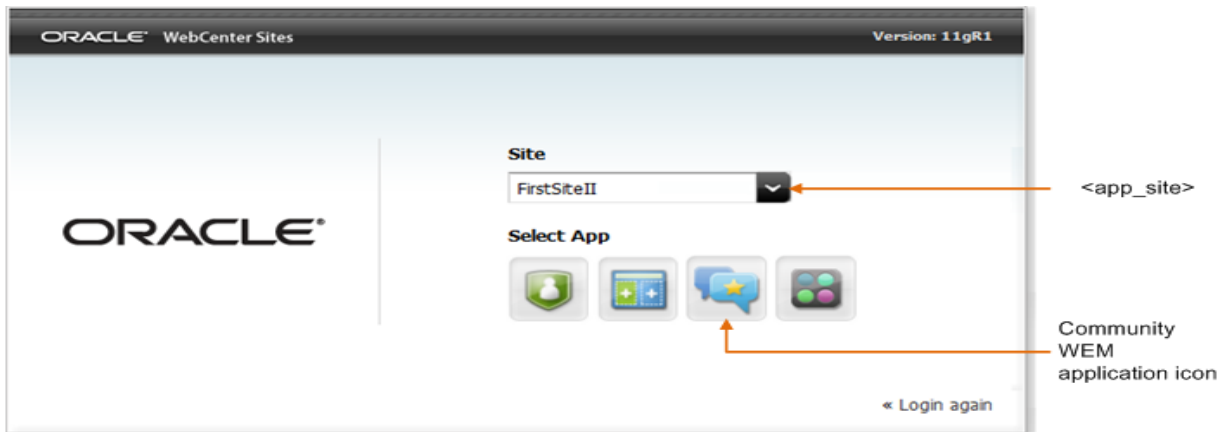 ORACLE® WebCenter Sites
Version: 11gR1
Site
FirstSiteII
<app_site>
ORACLE®
Select App
Community
WEM
application icon
« Login again